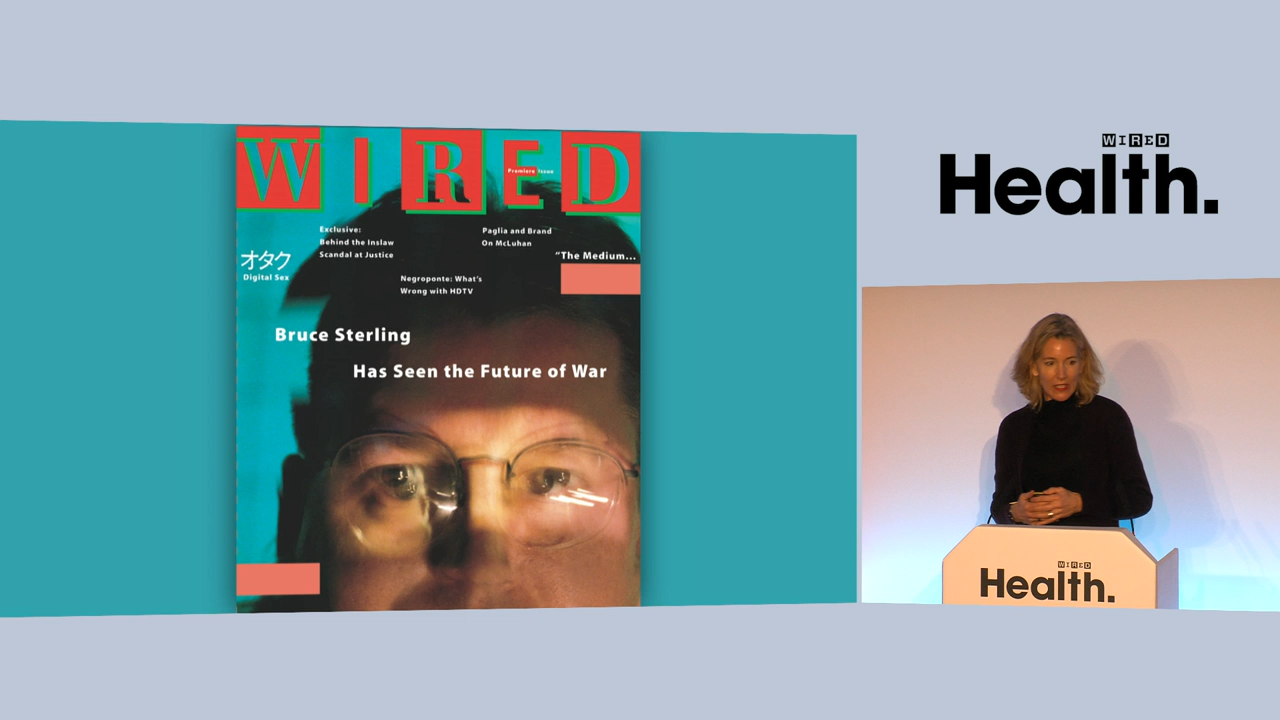 WIRED
Premiere Issue
Exclusive:
Behind the Inslaw
Scandal at Justice
Paglia and Brand
On McLuhan
オタク
Digital Sex
"The Medium...
Negroponte: What's
Wrong with HDTV
Bruce Sterling
Has Seen the Future of War
WIRED
Health.
WIRED
Health.